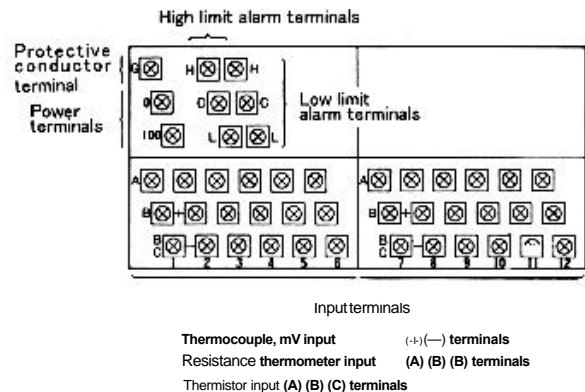 High limit alarm terminals
Protective conductor terminal
G H H
Power terminals
0 C C
Low limit alarm terminals
100 L L
A A
B + B +
B C - B C -
1 2 3 4 5 6 7 8 9 10 11 12
Input terminals
Thermocouple, mV input (-I-) (—) terminals
Resistance thermometer input (A) (B) (B) terminals
Thermistor input (A) (B) (C) terminals